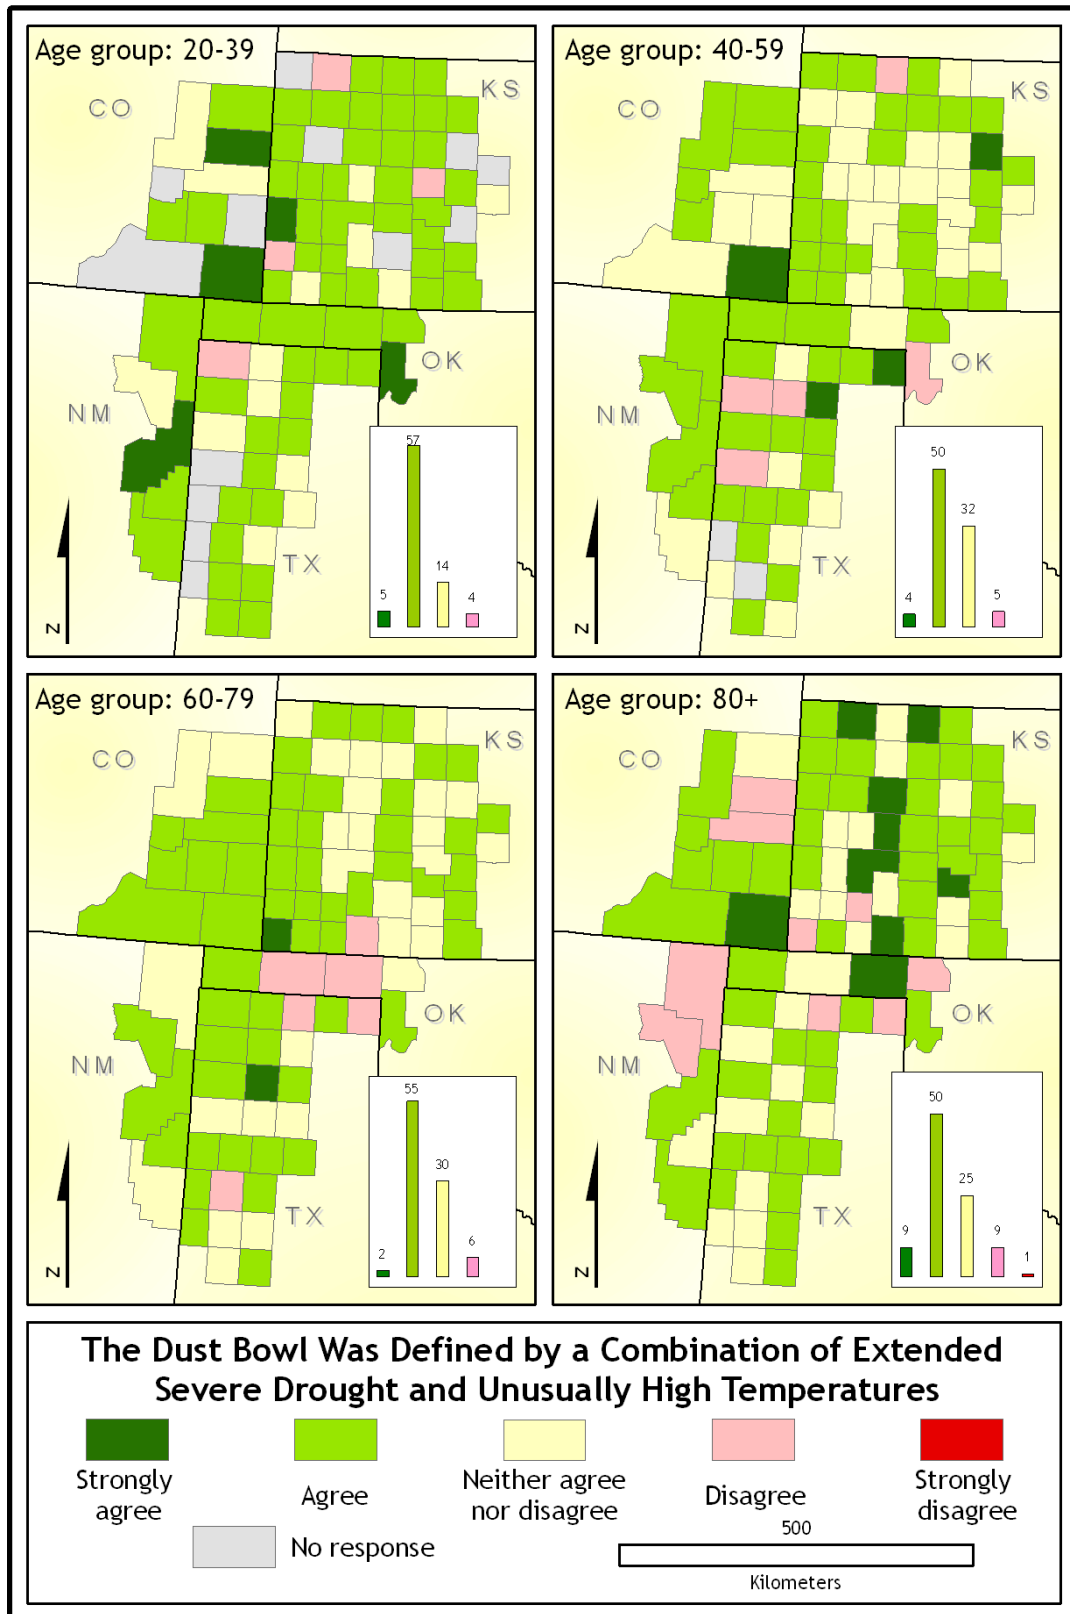 Age group: 20-39
CO
KS
NM
OK
TX
N
5
57
14
4
Age group: 40-59
CO
KS
NM
OK
TX
N
4
50
32
5
Age group: 60-79
CO
KS
NM
OK
TX
N
2
55
30
6
Age group: 80+
CO
KS
NM
OK
TX
N
9
50
25
9
1
The Dust Bowl Was Defined by a Combination of Extended
Severe Drought and Unusually High Temperatures
Strongly
agree
Agree
Neither agree
nor disagree
Disagree
Strongly
disagree
No response
500
Kilometers